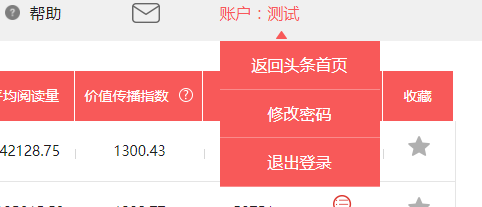 帮助
账户：测试
返回头条首页
修改密码
退出登录
平均阅读量 价值传播指数 收藏
42128.75 1300.43